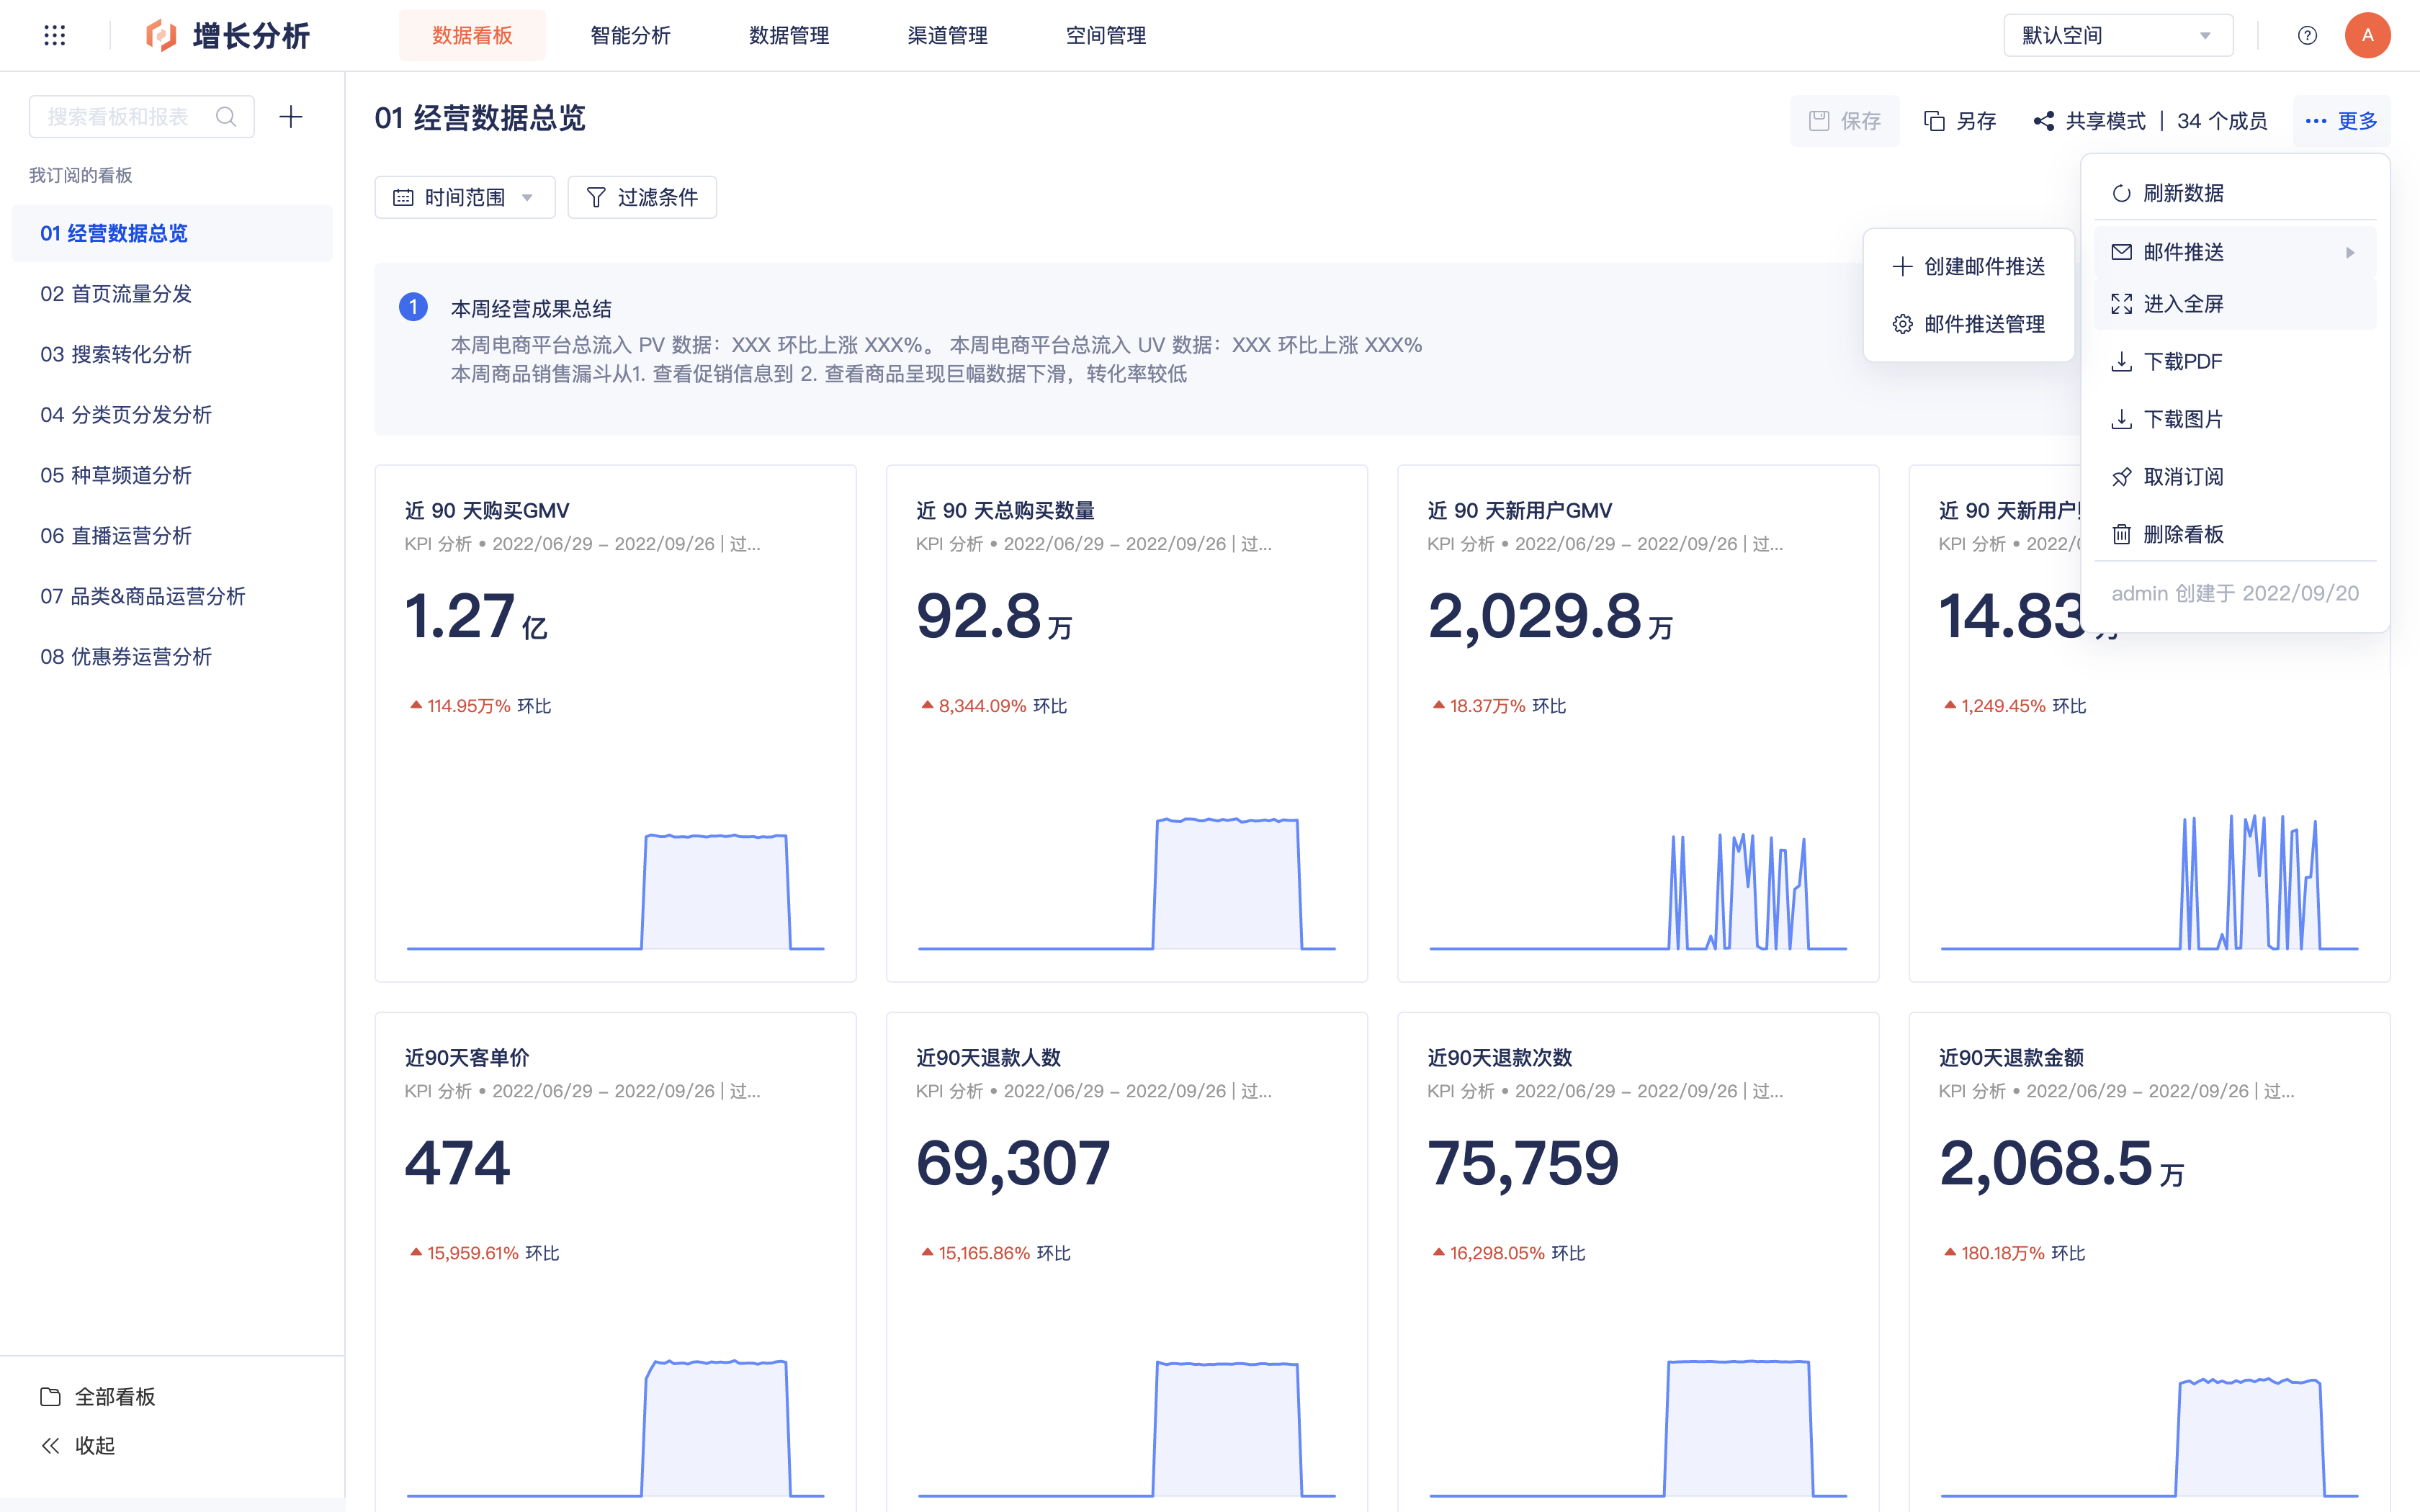 增长分析
数据看板
智能分析
数据管理
渠道管理
空间管理
默认空间
A
搜索看板和报表
我订阅的看板
01 经营数据总览
02 首页流量分发
03 搜索转化分析
04 分类页分发分析
05 种草频道分析
06 直播运营分析
07 品类&商品运营分析
08 优惠券运营分析
全部看板
收起
01 经营数据总览
保存
另存
共享模式 | 34 个成员
更多
时间范围
过滤条件
刷新数据
邮件推送
进入全屏
下载PDF
下载图片
取消订阅
删除看板
admin 创建于 2022/09/20
创建邮件推送
邮件推送管理
1
本周经营成果总结
本周电商平台总流入 PV 数据：XXX 环比上涨 XXX%。 本周电商平台总流入 UV 数据：XXX 环比上涨 XXX%
本周商品销售漏斗从1. 查看促销信息到 2. 查看商品呈现巨幅数据下滑，转化率较低
近 90 天购买GMV
KPI 分析 • 2022/06/29 – 2022/09/26 | 过...
1.27 亿
114.95万% 环比
近 90 天总购买数量
KPI 分析 • 2022/06/29 – 2022/09/26 | 过...
92.8 万
8,344.09% 环比
近 90 天新用户GMV
KPI 分析 • 2022/06/29 – 2022/09/26 | 过...
2,029.8 万
18.37万% 环比
近 90 天新用户
KPI 分析 • 2022/
14.83 万
1,249.45% 环比
近90天客单价
KPI 分析 • 2022/06/29 – 2022/09/26 | 过...
474
15,959.61% 环比
近90天退款人数
KPI 分析 • 2022/06/29 – 2022/09/26 | 过...
69,307
15,165.86% 环比
近90天退款次数
KPI 分析 • 2022/06/29 – 2022/09/26 | 过...
75,759
16,298.05% 环比
近90天退款金额
KPI 分析 • 2022/06/29 – 2022/09/26 | 过...
2,068.5 万
180.18万% 环比